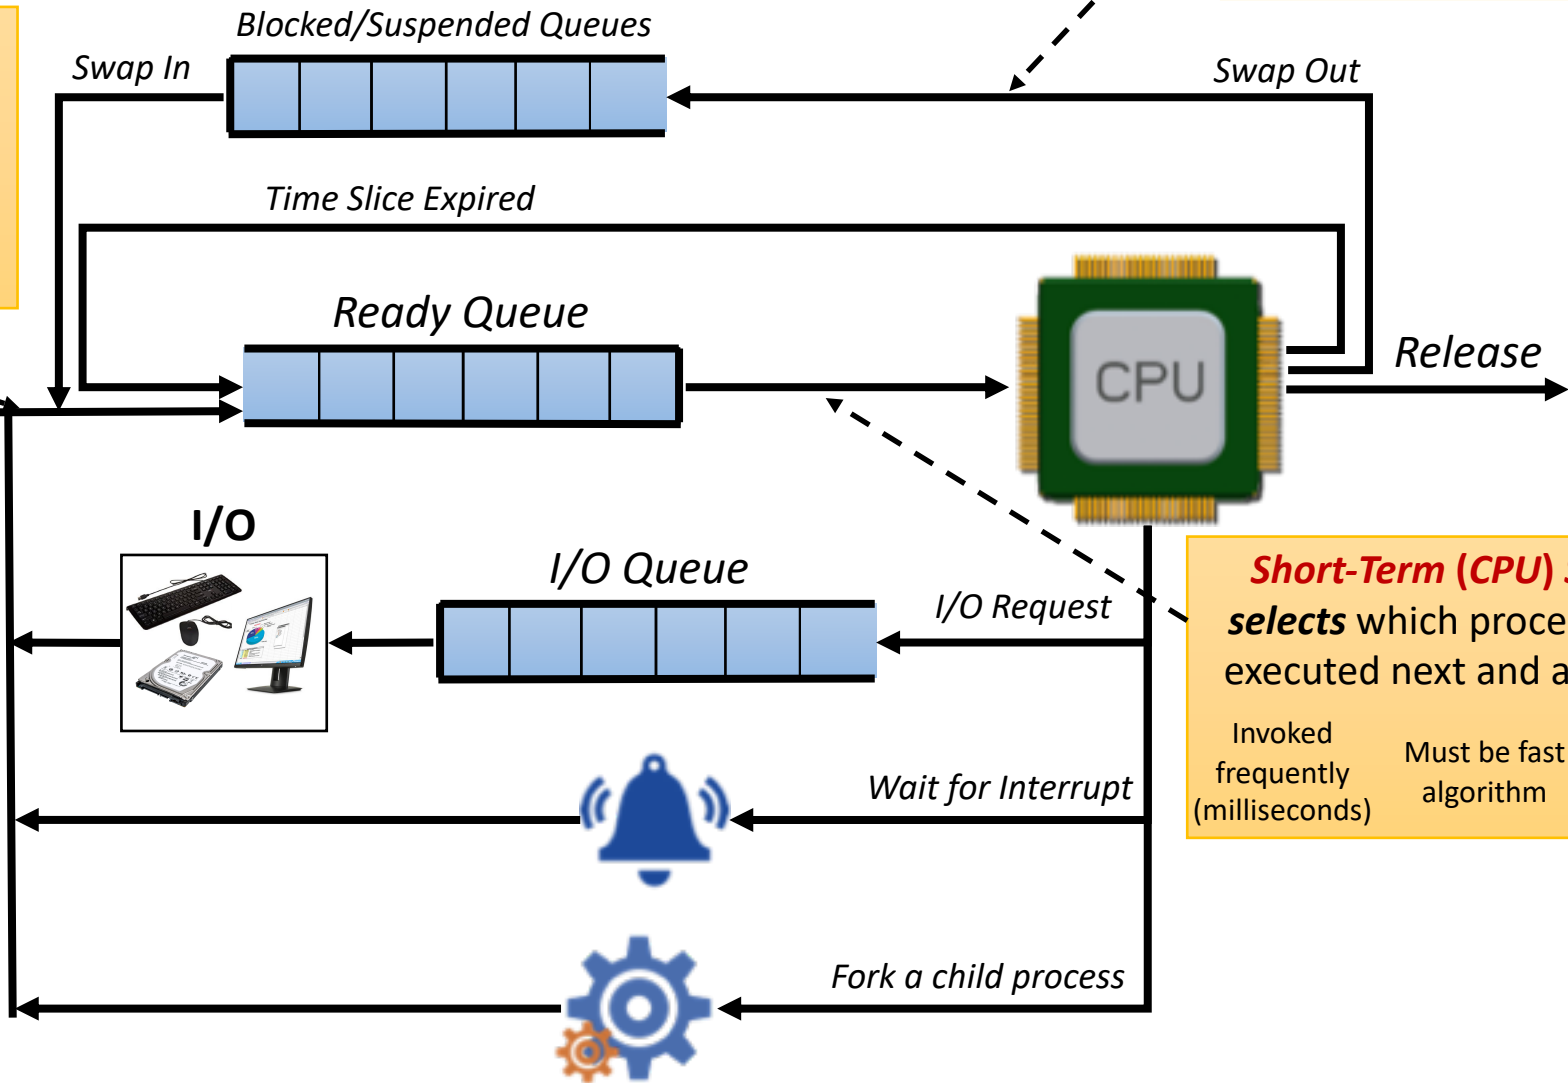 Blocked/Suspended Queues
Swap In
Swap Out
Time Slice Expired
Ready Queue
CPU
Release
I/O
I/O Queue
I/O Request
Short-Term (CPU) S
selects which proce
executed next and a
Invoked
frequently
(milliseconds)
Must be fast
algorithm
Wait for Interrupt
Fork a child process